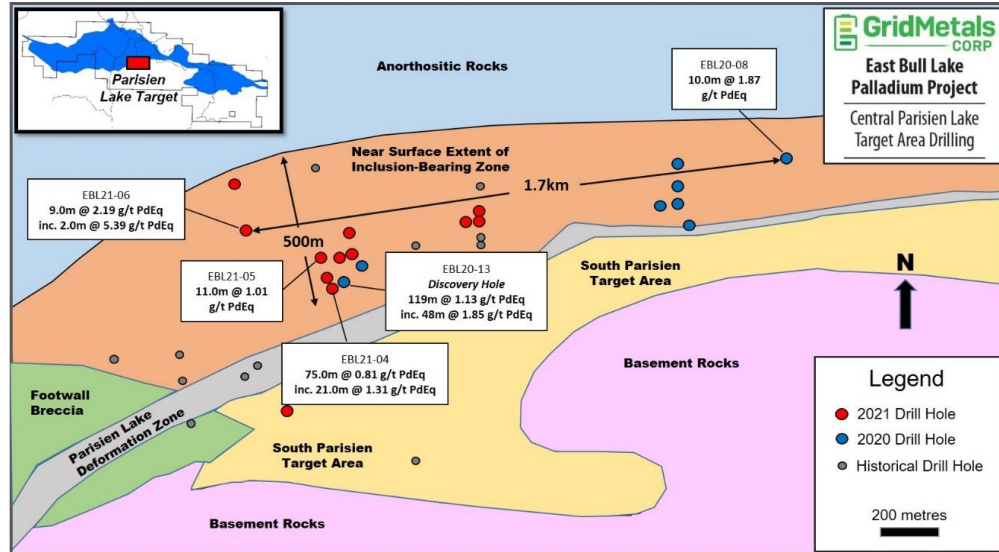 Parisien
Lake Target
Anorthositic Rocks
EBL20-08
10.0m @ 1.87
g/t PdEq
GridMetals
CORP
East Bull Lake
Palladium Project
Central Parisien Lake
Target Area Drilling
Near Surface Extent of
Inclusion-Bearing Zone
1.7km
EBL21-06
9.0m @ 2.19 g/t PdEq
inc. 2.0m @ 5.39 g/t PdEq
500m
EBL21-05
11.0m @ 1.01
g/t PdEq
EBL20-13
Discovery Hole
119m @ 1.13 g/t PdEq
inc. 48m @ 1.85 g/t PdEq
South Parisien
Target Area
N
EBL21-04
75.0m @ 0.81 g/t PdEq
inc. 21.0m @ 1.31 g/t PdEq
Basement Rocks
Footwall
Breccia
Parisien Lake
Deformation Zone
South Parisien
Target Area
Basement Rocks
Legend
2021 Drill Hole
2020 Drill Hole
Historical Drill Hole
200 metres